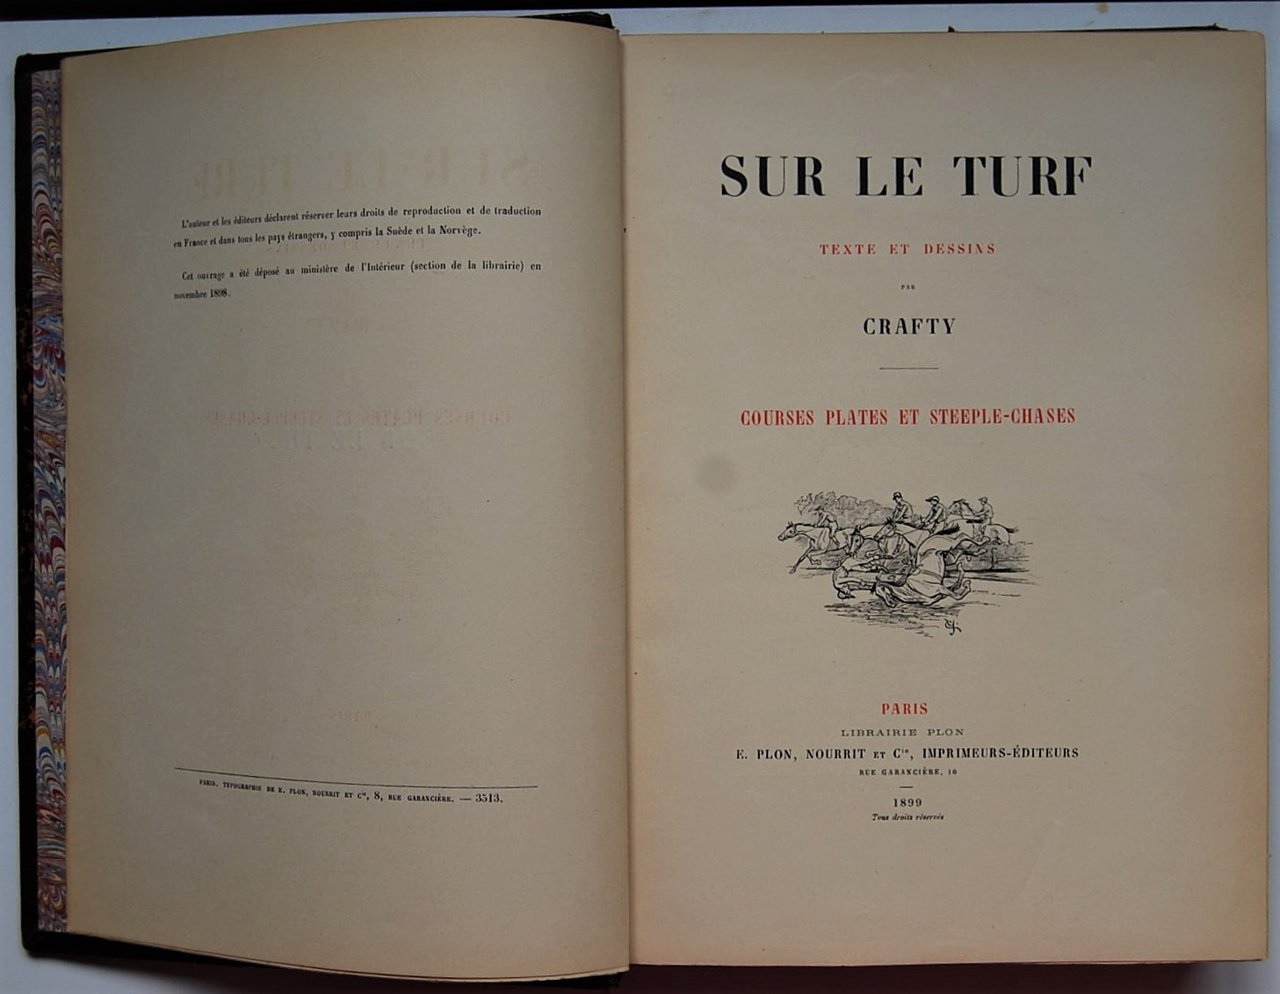 L'auteur et les éditeurs déclarent réserver leurs droits de reproduction et de traduction
en France et dans tous les pays étrangers, y compris la Suède et la Norvège.
Cet ouvrage a été déposé au ministère de l'Intérieur (section de la librairie) en
novembre 1898.
PARIS. TYPOGRAPHIE DE E. PLON, NOURRIT ET Cie, 8, RUE GARANCIÈRE. — 3513.
SUR LE TURF
TEXTE ET DESSINS
PAR
CRAFTY
COURSES PLATES ET STEEPLE-CHASES
PARIS
LIBRAIRIE PLON
E. PLON, NOURRIT ET Cie, IMPRIMEURS-ÉDITEURS
RUE GARANCIÈRE, 10
1899
Tous droits réservés